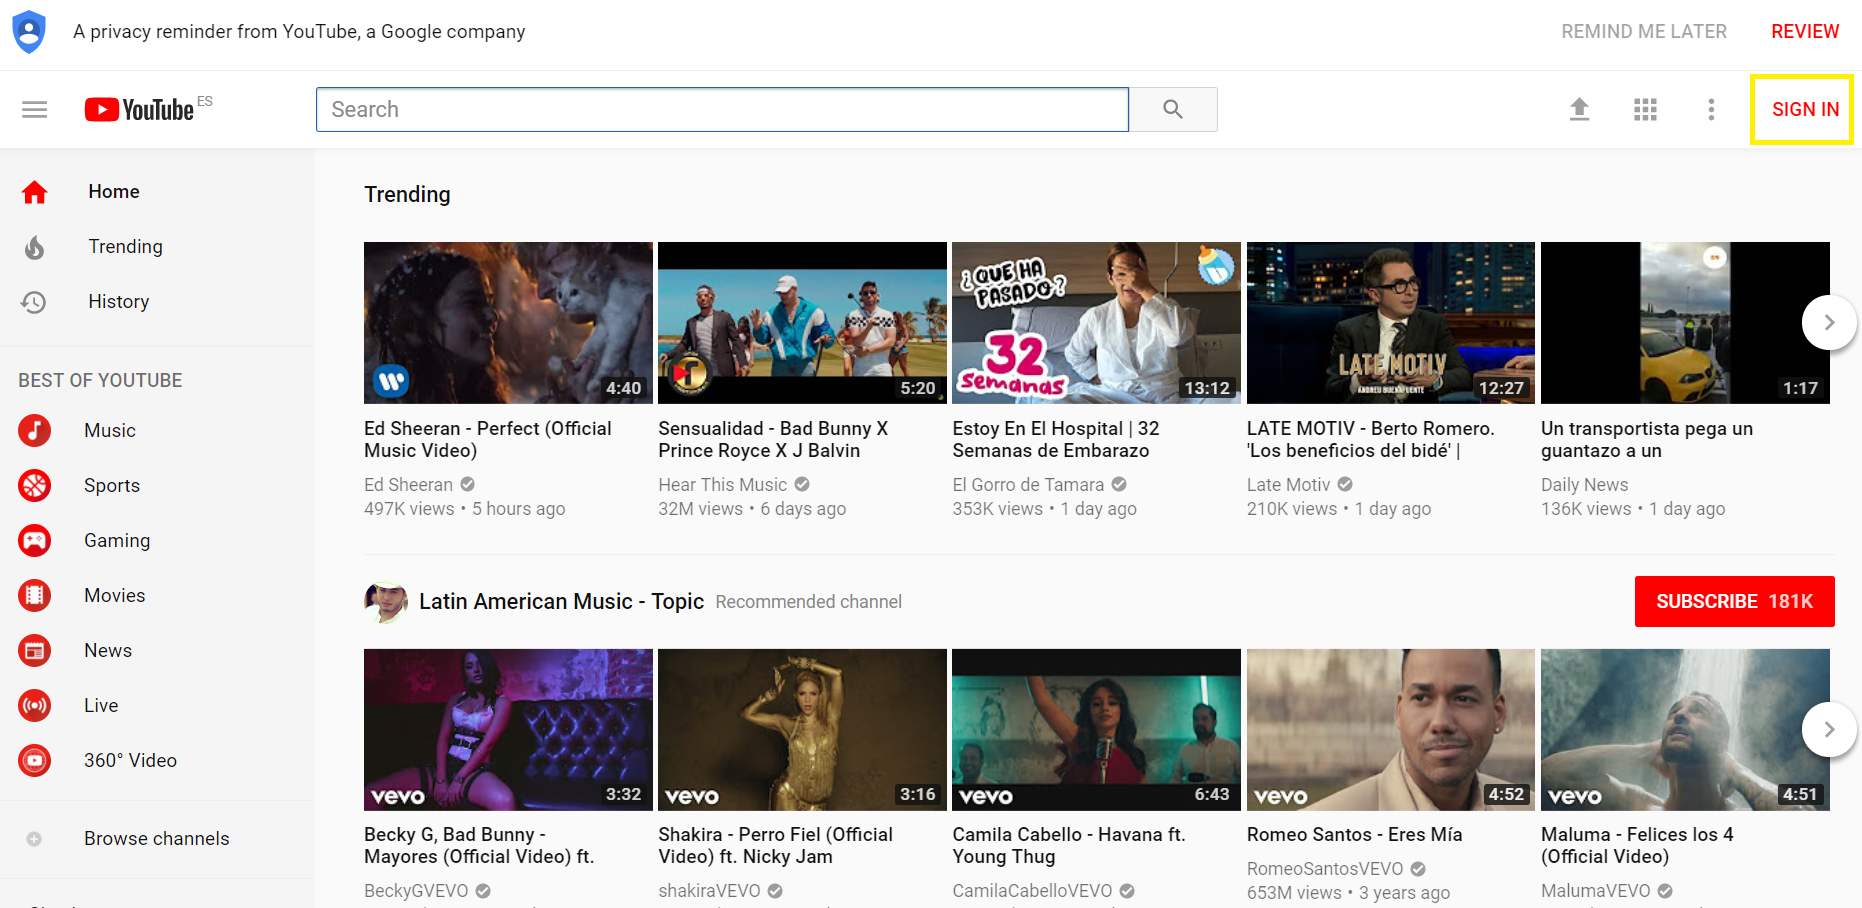 A privacy reminder from YouTube, a Google company
REMIND ME LATER
REVIEW
YouTube ES
Search
SIGN IN
Home
Trending
History
BEST OF YOUTUBE
Music
Sports
Gaming
Movies
News
Live
360° Video
Browse channels
Trending
4:40
5:20
¿QUE HA
PASADO?
32
semanas
13:12
LATE MOTIV
ANDREU BUENAFUENTE
12:27
1:17
Ed Sheeran - Perfect (Official
Music Video)
Ed Sheeran
497K views • 5 hours ago
Sensualidad - Bad Bunny X
Prince Royce X J Balvin
Hear This Music
32M views • 6 days ago
Estoy En El Hospital | 32
Semanas de Embarazo
El Gorro de Tamara
353K views • 1 day ago
LATE MOTIV - Berto Romero.
'Los beneficios del bidé' |
Late Motiv
210K views • 1 day ago
Un transportista pega un
guantazo a un
Daily News
136K views • 1 day ago
Latin American Music - Topic Recommended channel
SUBSCRIBE 181K
vevo 3:32
vevo 3:16
vevo 6:43
vevo 4:52
vevo 4:51
Becky G, Bad Bunny -
Mayores (Official Video) ft.
BeckyGVEVO
Shakira - Perro Fiel (Official
Video) ft. Nicky Jam
shakiraVEVO
Camila Cabello - Havana ft.
Young Thug
CamilaCabelloVEVO
Romeo Santos - Eres Mía
RomeoSantosVEVO
653M views • 3 years ago
Maluma - Felices los 4
(Official Video)
MalumaVEVO